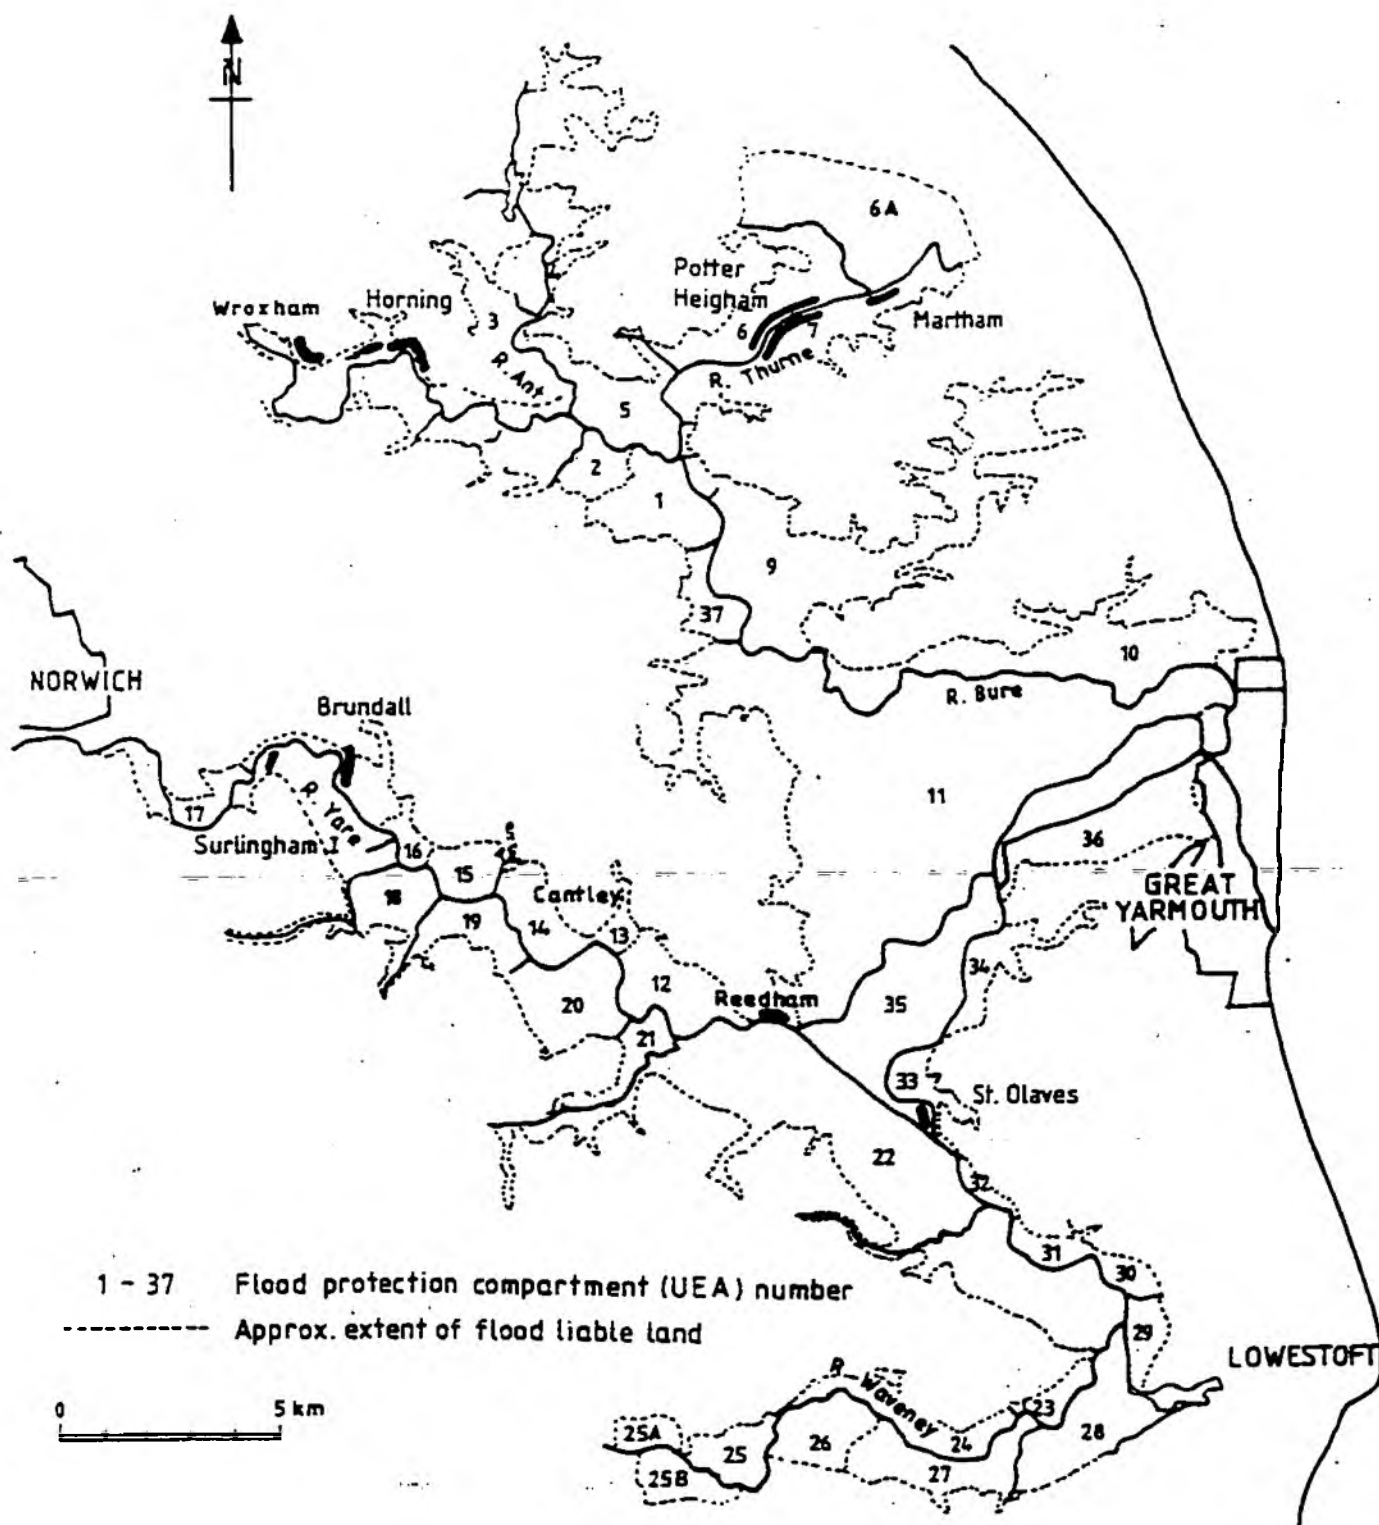 N
6A
Potter
Heigham
Wroxham
Horning
3
6
7
Martham
R. Ant
R. Thurne
5
2
1
9
37
10
NORWICH
R. Bure
Brundall
11
17
R. Yare
Surlingham
36
16
15
GREAT
YARMOUTH
18
Cantley
19
14
13
34
12
Reedham
20
35
21
33
St. Olaves
22
32
31
30
1 - 37 Flood protection compartment (UEA) number
Approx. extent of flood liable land
29
LOWESTOFT
R. Waveney
0 5 km
23
28
25A
25
26
24
27
25B